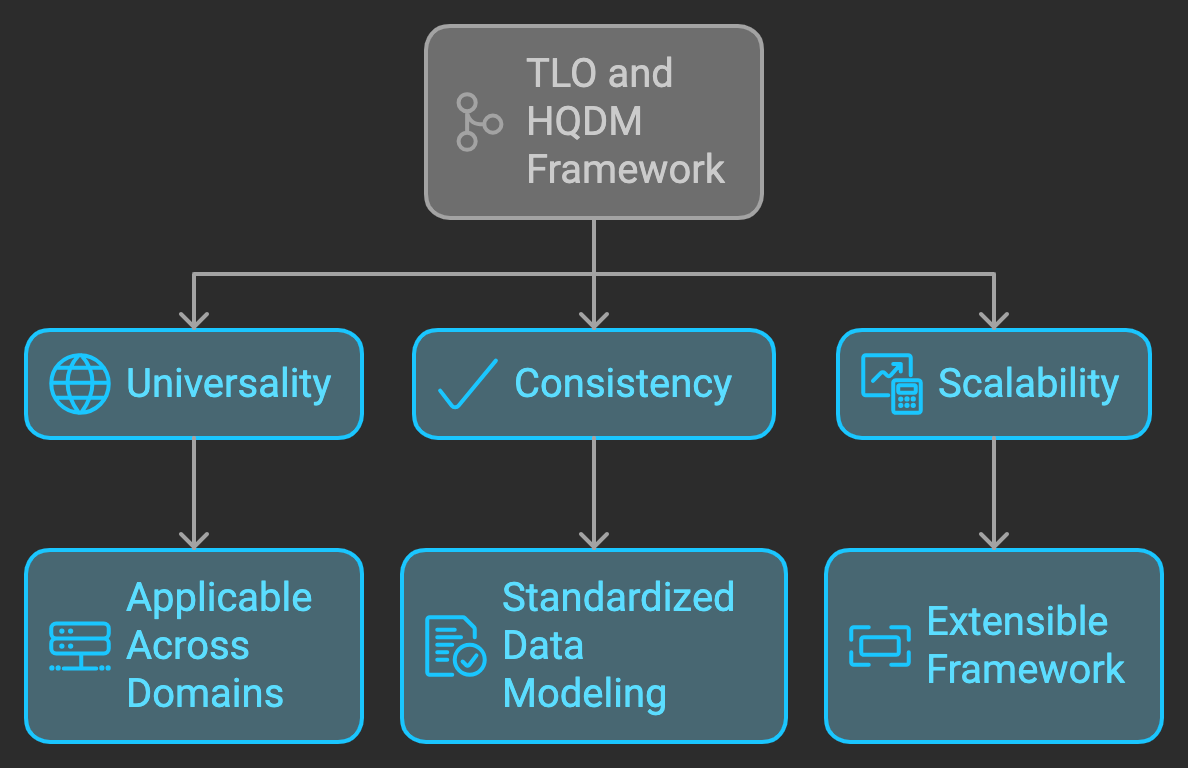 TLO and
HQDM
Framework
Universality
Consistency
Scalability
Applicable
Across
Domains
Standardized
Data
Modeling
Extensible
Framework